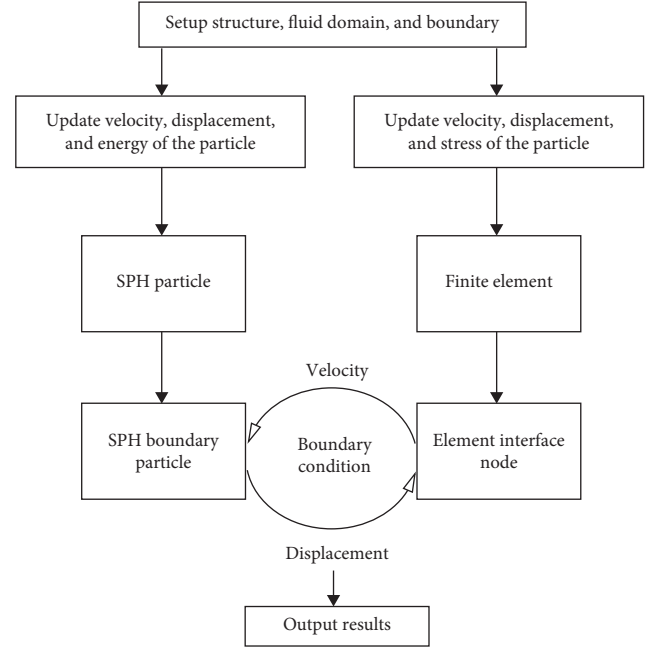 Setup structure, fluid domain, and boundary
Update velocity, displacement,
and energy of the particle
Update velocity, displacement,
and stress of the particle
SPH particle
Finite element
Velocity
SPH boundary
particle
Boundary
condition
Element interface
node
Displacement
Output results